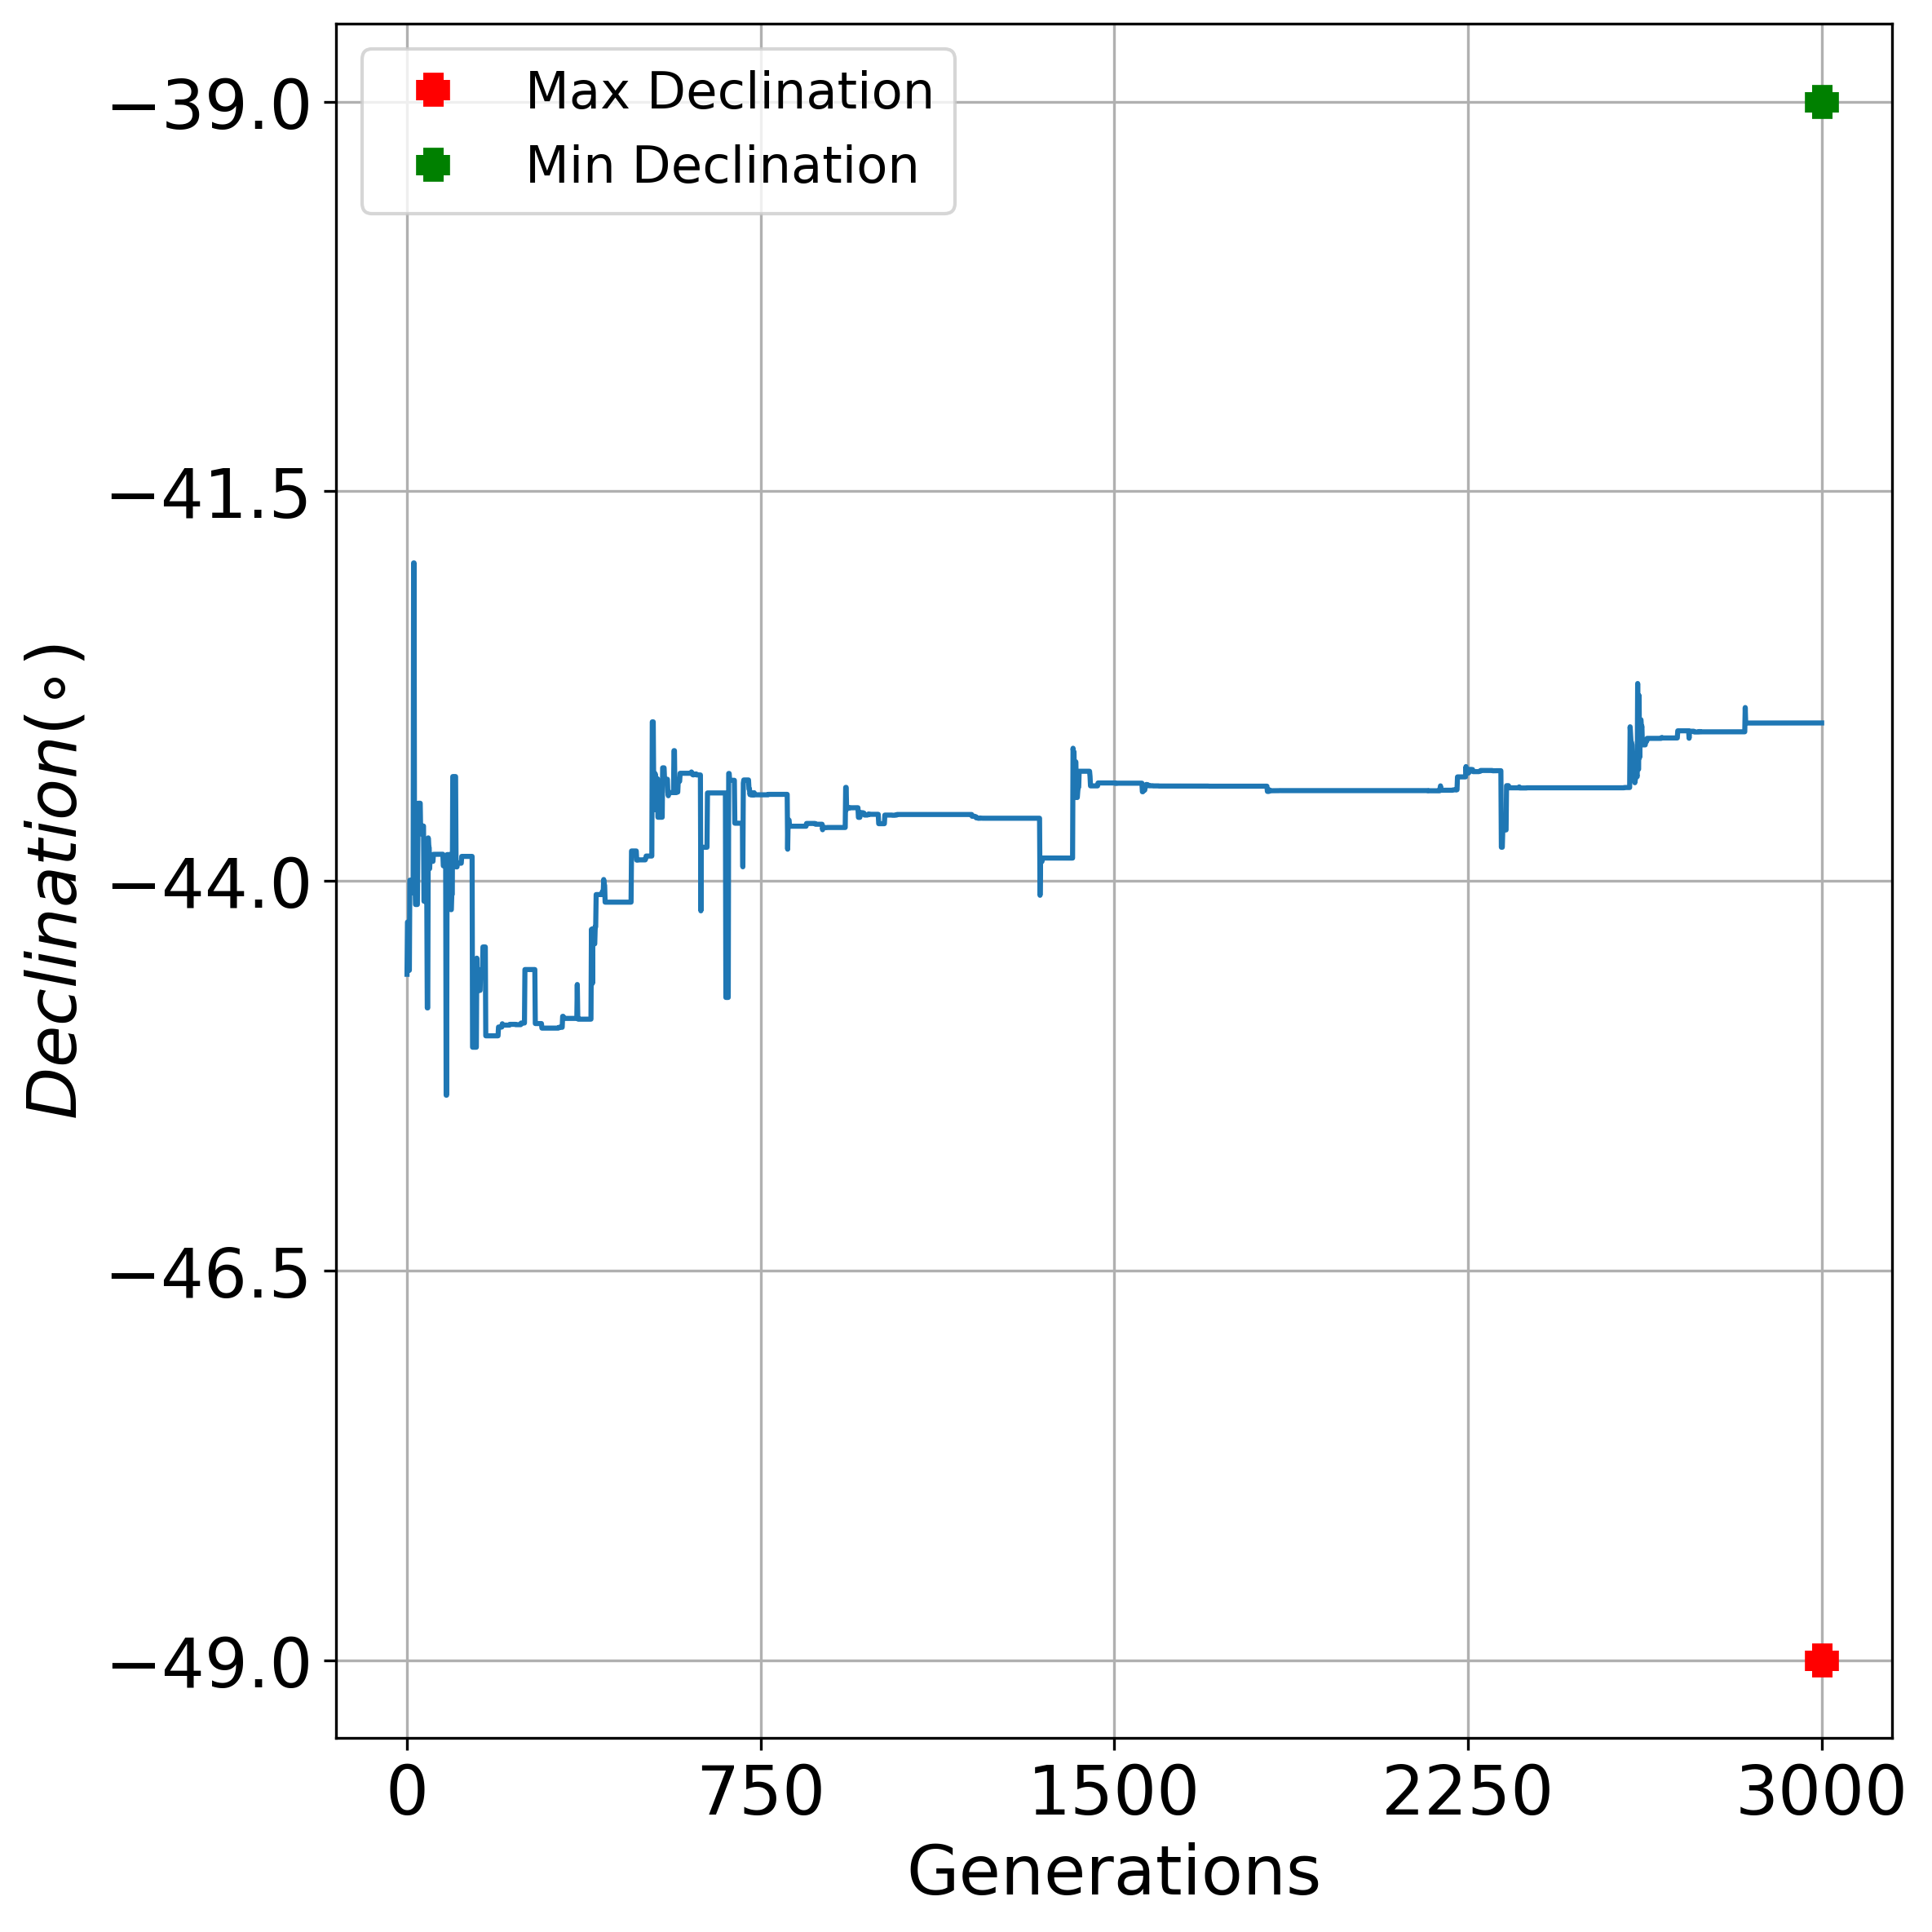 Max Declination
Min Declination
−39.0
−41.5
−44.0
−46.5
−49.0
Declination(∘)
0 750 1500 2250 3000
Generations